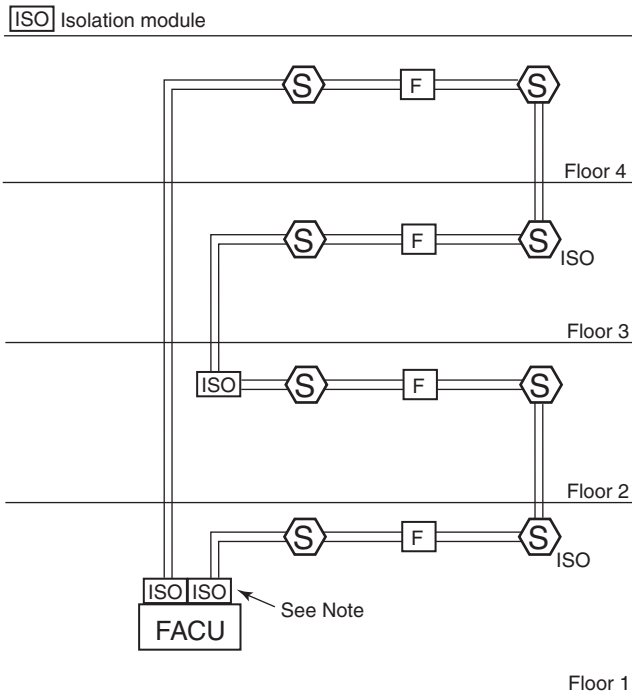 ISO Isolation module
S F S
Floor 4
S F S
ISO
Floor 3
ISO S F S
Floor 2
S F S
ISO
ISO ISO
See Note
FACU
Floor 1